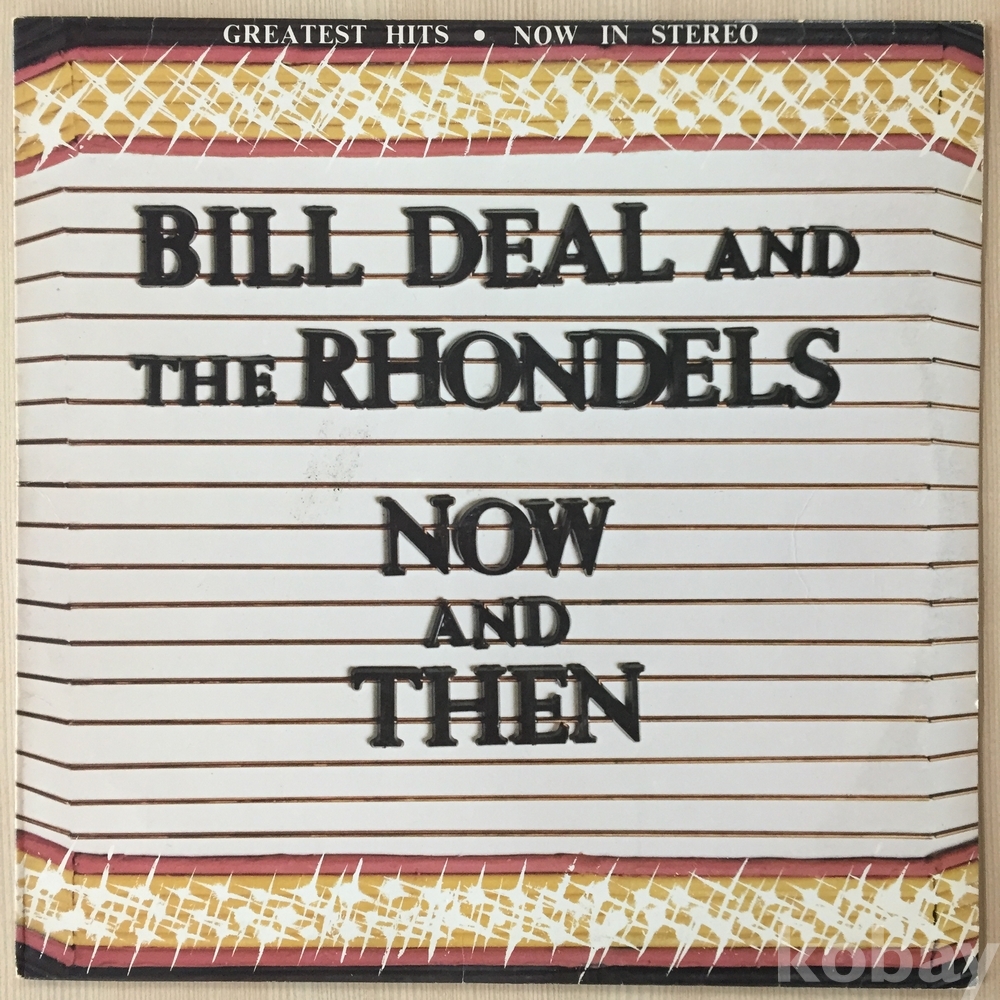 GREATEST HITS • NOW IN STEREO
BILL DEAL AND
THE RHONDELS
NOW
AND
THEN
kobay